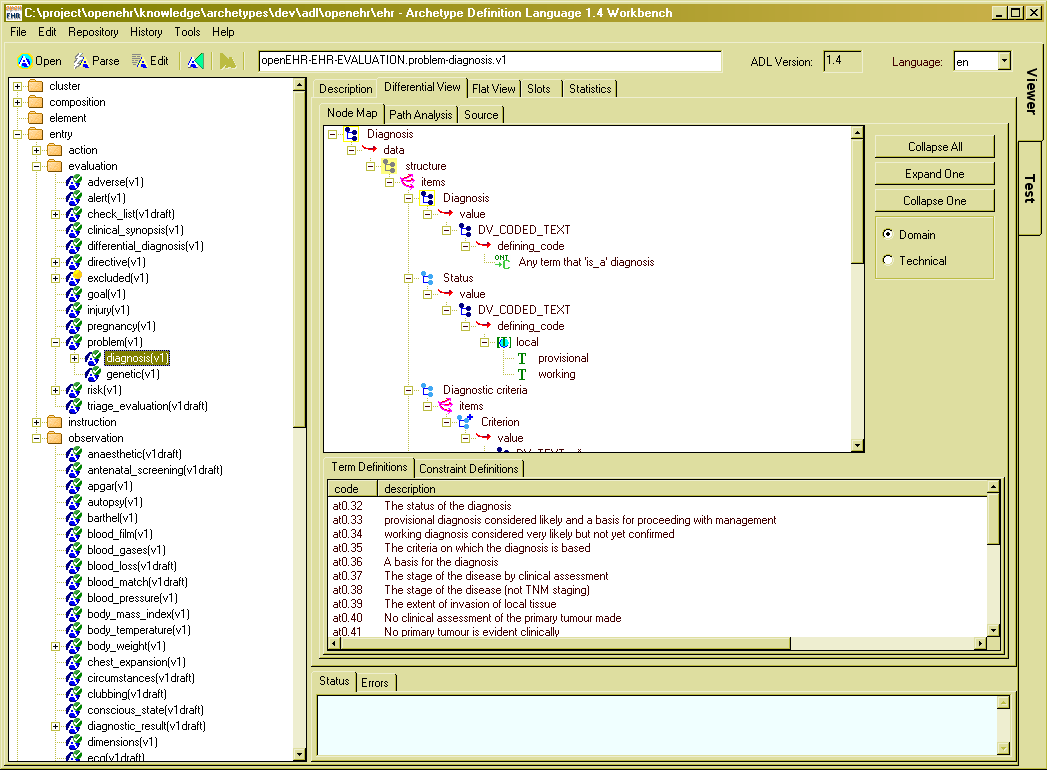 OPEN EHR C:\project\openehr\knowledge\archetypes\dev\adl\openehr\ehr - Archetype Definition Language 1.4 Workbench
File Edit Repository History Tools Help
Open Parse Edit openEHR-EHR-EVALUATION.problem-diagnosis.v1 ADL Version: 1.4 Language: en
cluster
composition
element
entry
action
evaluation
adverse(v1)
alert(v1)
check_list(v1draft)
clinical_synopsis(v1)
differential_diagnosis(v1)
directive(v1)
excluded(v1)
goal(v1)
injury(v1)
pregnancy(v1)
problem(v1)
diagnosis(v1)
genetic(v1)
risk(v1)
triage_evaluation(v1draft)
instruction
observation
anaesthetic(v1draft)
antenatal_screening(v1draft)
apgar(v1)
autopsy(v1)
barthel(v1)
blood_film(v1)
blood_gases(v1)
blood_loss(v1draft)
blood_match(v1draft)
blood_pressure(v1)
body_mass_index(v1)
body_temperature(v1)
body_weight(v1)
chest_expansion(v1)
circumstances(v1draft)
clubbing(v1draft)
conscious_state(v1draft)
diagnostic_result(v1draft)
dimensions(v1)
ecg(v1draft)
Description Differential View Flat View Slots Statistics
Node Map Path Analysis Source
Diagnosis
data
structure
items
Diagnosis
value
DV_CODED_TEXT
defining_code
ONT C Any term that 'is_a' diagnosis
Status
value
DV_CODED_TEXT
defining_code
local
T provisional
T working
Diagnostic criteria
items
Criterion
value
Collapse All
Expand One
Collapse One
Domain
Technical
Viewer
Test
Term Definitions Constraint Definitions
code description
at0.32 The status of the diagnosis
at0.33 provisional diagnosis considered likely and a basis for proceeding with management
at0.34 working diagnosis considered very likely but not yet confirmed
at0.35 The criteria on which the diagnosis is based
at0.36 A basis for the diagnosis
at0.37 The stage of the disease by clinical assessment
at0.38 The stage of the disease (not TNM staging)
at0.39 The extent of invasion of local tissue
at0.40 No clinical assessment of the primary tumour made
at0.41 No primary tumour is evident clinically
Status Errors